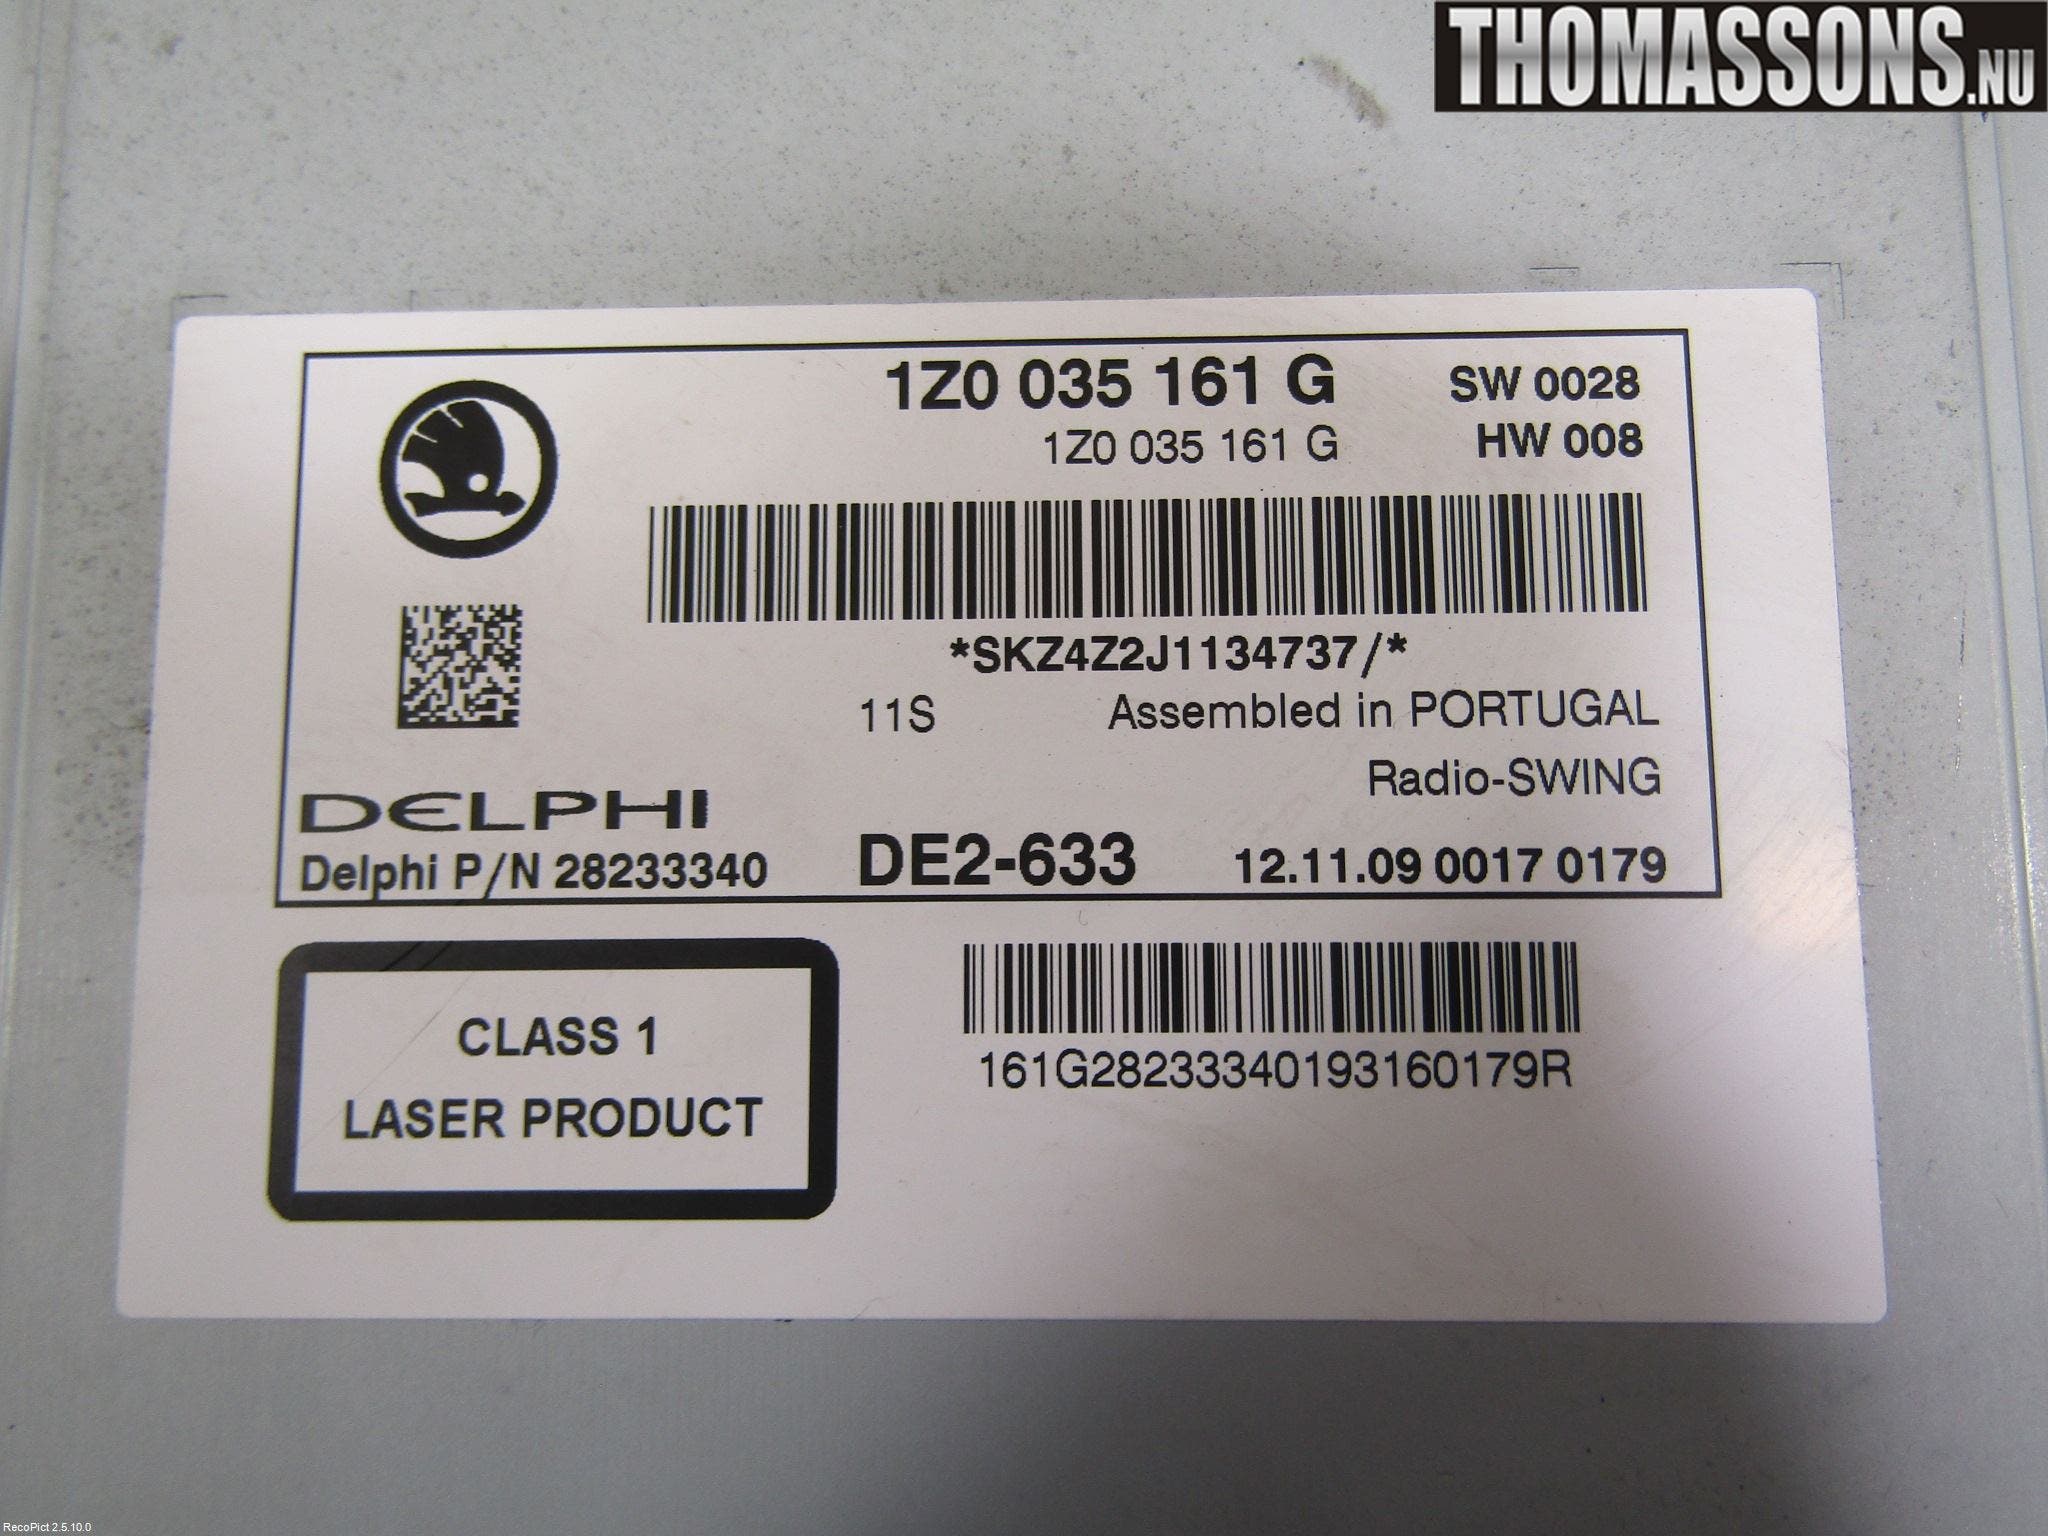 THOMASSONS.NU
1Z0 035 161 G SW 0028
1Z0 035 161 G HW 008
*SKZ4Z2J1134737/*
11S Assembled in PORTUGAL
Radio-SWING
DELPHI
Delphi P/N 28233340 DE2-633 12.11.09 0017 0179
CLASS 1
LASER PRODUCT
161G28233340193160179R
RecoPict 2.5.10.0